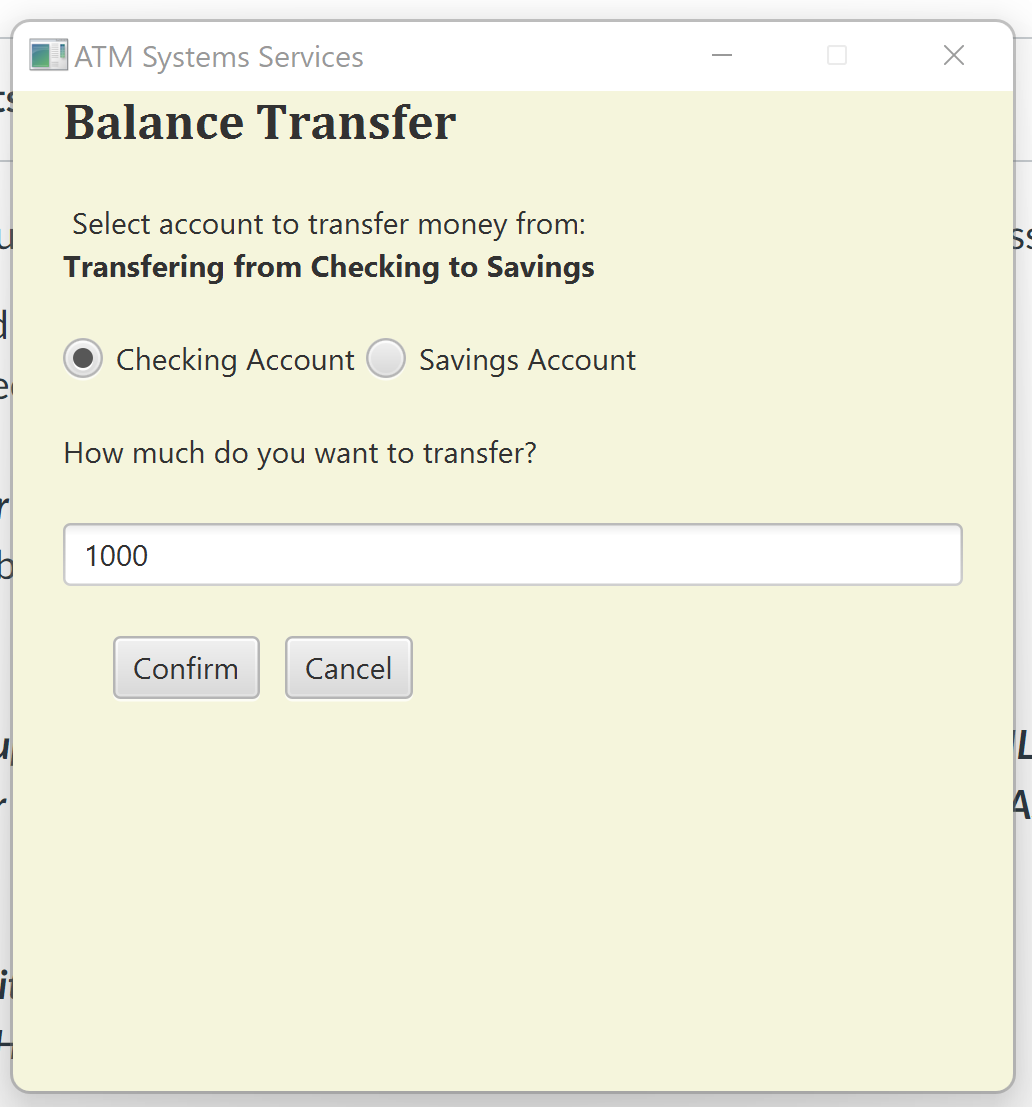 ATM Systems Services
Balance Transfer
Select account to transfer money from:
Transfering from Checking to Savings
Checking Account Savings Account
How much do you want to transfer?
1000
Confirm Cancel